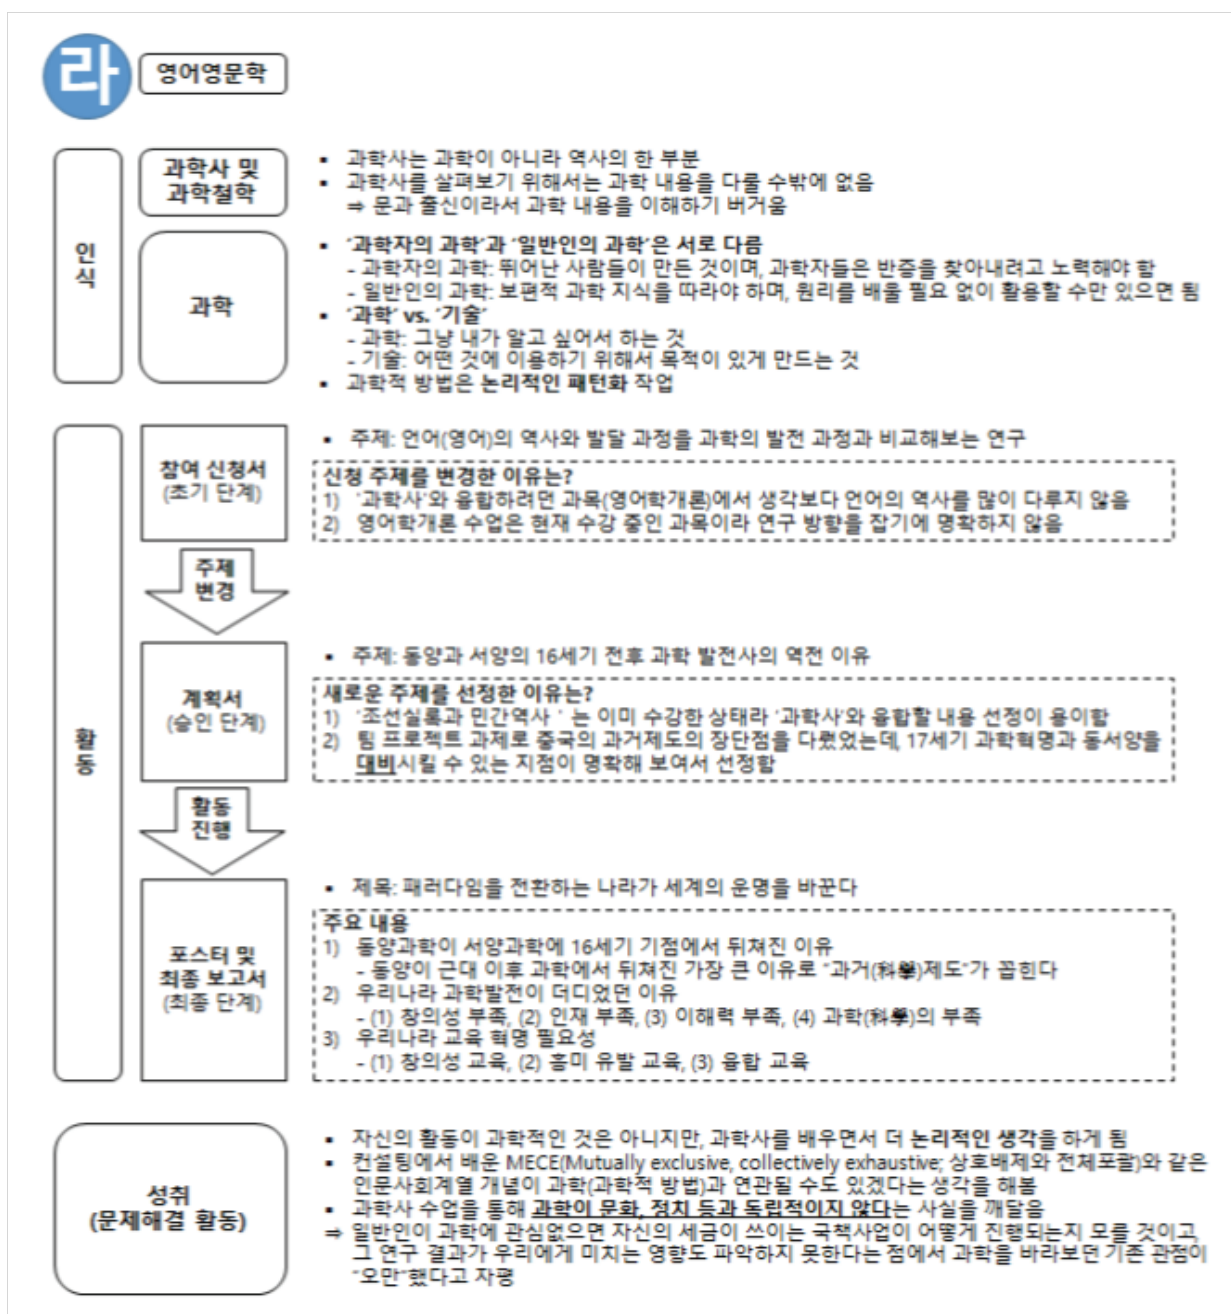 라 영어영문학
인식
과학사 및
과학철학
▪ 과학사는 과학이 아니라 역사의 한 부분
▪ 과학사를 살펴보기 위해서는 과학 내용을 다룰 수밖에 없음
⇒ 문과 출신이라서 과학 내용을 이해하기 버거움
과학
▪ ‘과학자의 과학’과 ‘일반인의 과학’은 서로 다름
- 과학자의 과학: 뛰어난 사람들이 만든 것이며, 과학자들은 반증을 찾아내려고 노력해야 함
- 일반인의 과학: 보편적 과학 지식을 따라야 하며, 원리를 배울 필요 없이 활용할 수만 있으면 됨
▪ ‘과학’ vs. ‘기술’
- 과학: 그냥 내가 알고 싶어서 하는 것
- 기술: 어떤 것에 이용하기 위해서 목적이 있게 만드는 것
▪ 과학적 방법은 논리적인 패턴화 작업
활동
참여 신청서
(초기 단계)
▪ 주제: 언어(영어)의 역사와 발달 과정을 과학의 발전 과정과 비교해보는 연구
신청 주제를 변경한 이유는?
1) ‘과학사’와 융합하려던 과목(영어학개론)에서 생각보다 언어의 역사를 많이 다루지 않음
2) 영어학개론 수업은 현재 수강 중인 과목이라 연구 방향을 잡기에 명확하지 않음
주제
변경
계획서
(승인 단계)
▪ 주제: 동양과 서양의 16세기 전후 과학 발전사의 역전 이유
새로운 주제를 선정한 이유는?
1) ‘조선실록과 민간역사 ’ 는 이미 수강한 상태라 ‘과학사’와 융합할 내용 선정이 용이함
2) 팀 프로젝트 과제로 중국의 과거제도의 장단점을 다뤘었는데, 17세기 과학혁명과 동서양을
대비시킬 수 있는 지점이 명확해 보여서 선정함
활동
진행
포스터 및
최종 보고서
(최종 단계)
▪ 제목: 패러다임을 전환하는 나라가 세계의 운명을 바꾼다
주요 내용
1) 동양과학이 서양과학에 16세기 기점에서 뒤쳐진 이유
- 동양이 근대 이후 과학에서 뒤쳐진 가장 큰 이유로 “과거(科擧)제도”가 꼽힌다
2) 우리나라 과학발전이 더디었던 이유
- (1) 창의성 부족, (2) 인재 부족, (3) 이해력 부족, (4) 과학(科學)의 부족
3) 우리나라 교육 혁명 필요성
- (1) 창의성 교육, (2) 흥미 유발 교육, (3) 융합 교육
성취
(문제해결 활동)
▪ 자신의 활동이 과학적인 것은 아니지만, 과학사를 배우면서 더 논리적인 생각을 하게 됨
▪ 컨설팅에서 배운 MECE(Mutually exclusive, collectively exhaustive; 상호배제와 전체포괄)와 같은
인문사회계열 개념이 과학(과학적 방법)과 연관될 수도 있겠다는 생각을 해봄
▪ 과학사 수업을 통해 과학이 문화, 정치 등과 독립적이지 않다는 사실을 깨달음
⇒ 일반인이 과학에 관심없으면 자신의 세금이 쓰이는 국책사업이 어떻게 진행되는지 모를 것이고,
그 연구 결과가 우리에게 미치는 영향도 파악하지 못한다는 점에서 과학을 바라보던 기존 관점이
“오만”했다고 자평